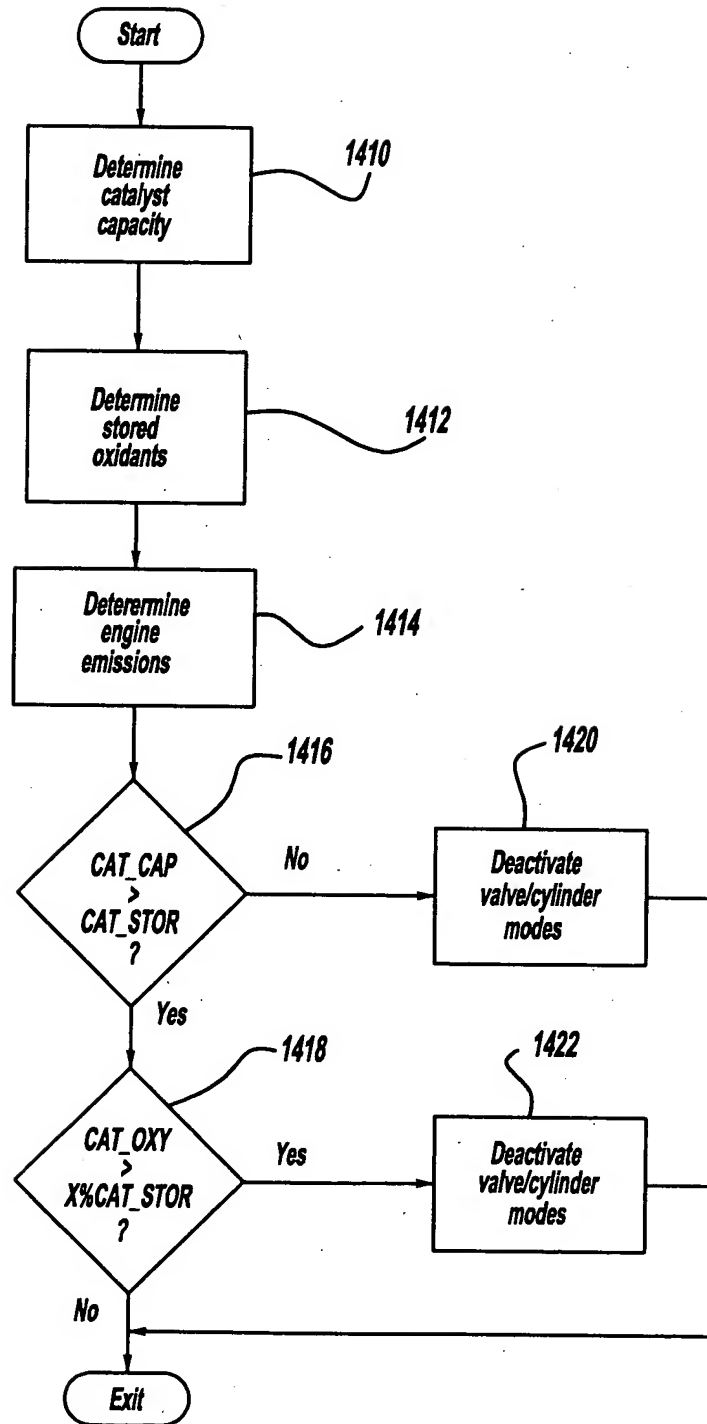 Start
Determine
catalyst
capacity
1410
Determine
stored
oxidants
1412
Deterermine
engine
emissions
1414
1416
CAT_CAP
>
CAT_STOR
?
No
1420
Deactivate
valve/cylinder
modes
Yes
1418
CAT_OXY
>
X%CAT_STOR
?
Yes
1422
Deactivate
valve/cylinder
modes
No
Exit